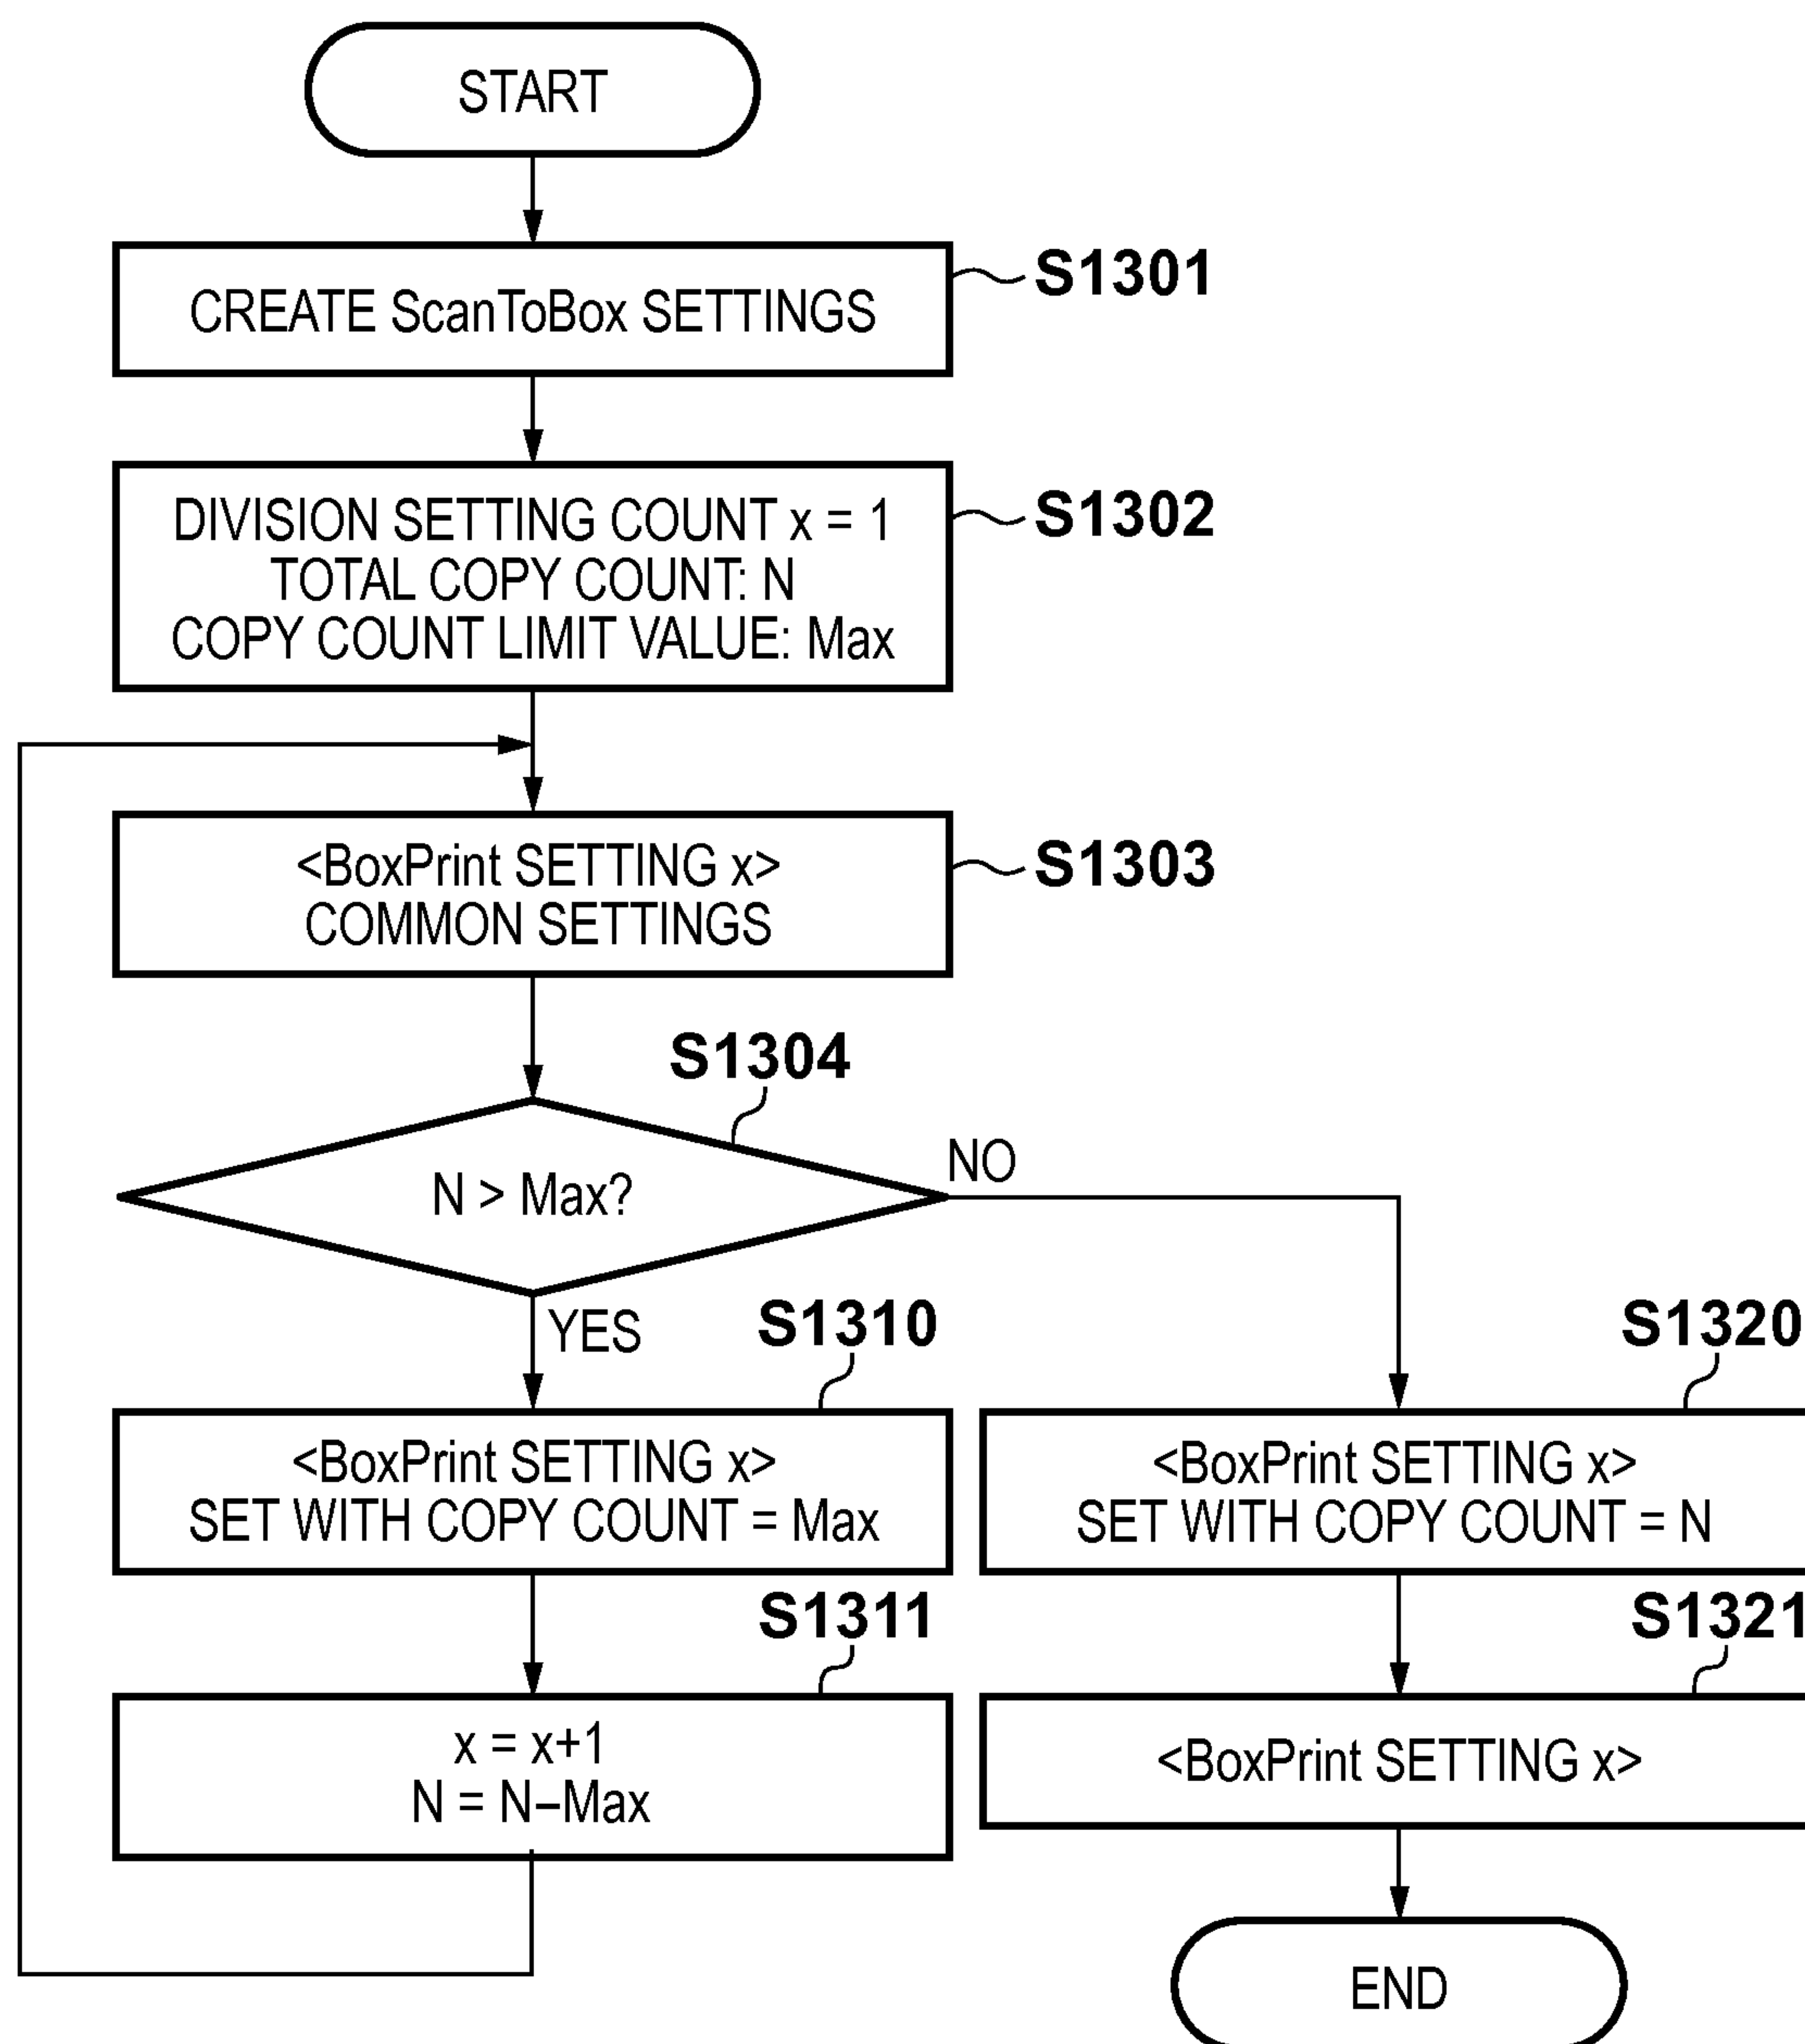 START
CREATE ScanToBox SETTINGS
S1301
DIVISION SETTING COUNT x = 1
TOTAL COPY COUNT: N
COPY COUNT LIMIT VALUE: Max
S1302
<BoxPrint SETTING x>
COMMON SETTINGS
S1303
S1304
N > Max?
NO
YES
S1310
<BoxPrint SETTING x>
SET WITH COPY COUNT = Max
S1320
<BoxPrint SETTING x>
SET WITH COPY COUNT = N
S1311
x = x+1
N = N–Max
S1321
<BoxPrint SETTING x>
END